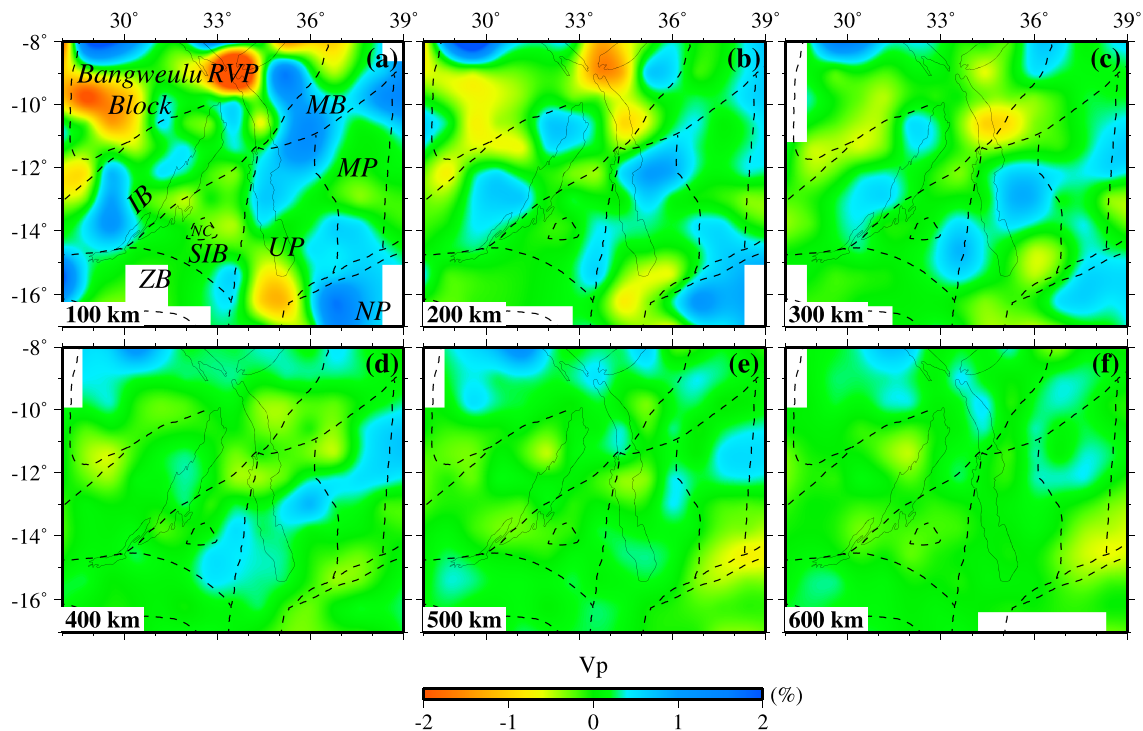 30° 33° 36° 39° 30° 33° 36° 39° 30° 33° 36° 39°
-8°
-10°
-12°
-14°
-16°
(a)
Bangweulu RVP
Block
MB
MP
IB
NC
SIB
UP
ZB
NP
100 km
(b)
200 km
(c)
300 km
-8°
-10°
-12°
-14°
-16°
(d)
400 km
(e)
500 km
(f)
600 km
Vp
(%)
-2 -1 0 1 2